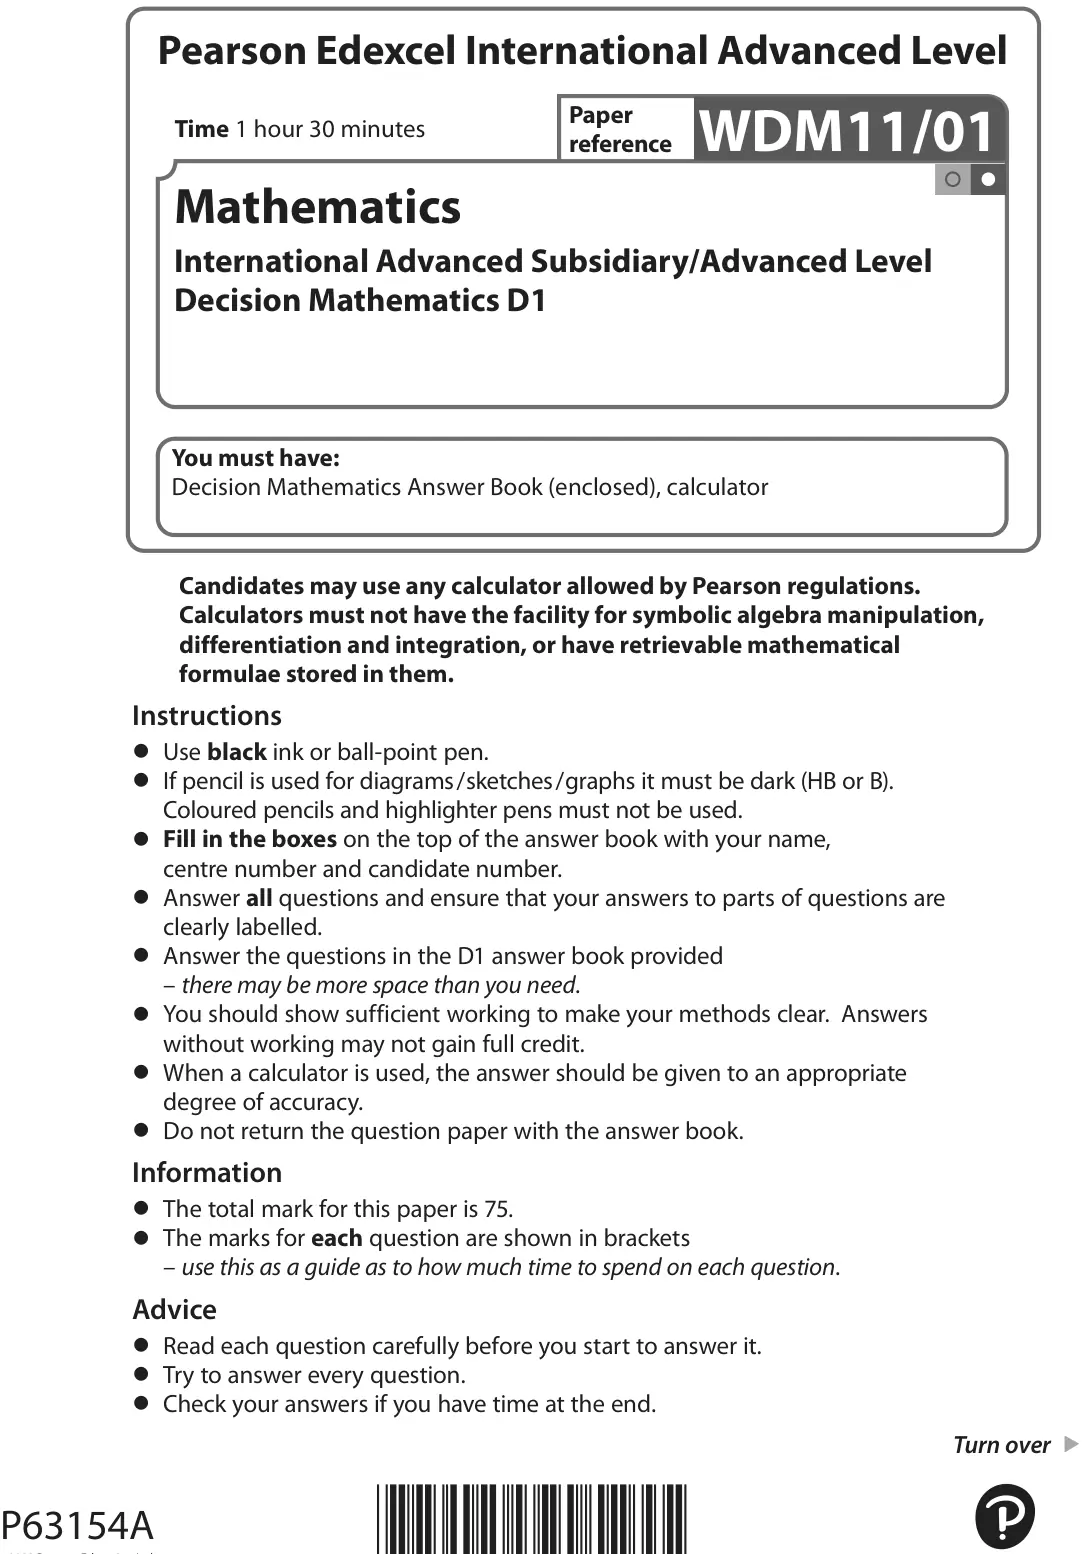 Pearson Edexcel International Advanced Level
Time 1 hour 30 minutes
Paper
reference
WDM11/01
Mathematics
International Advanced Subsidiary/Advanced Level
Decision Mathematics D1
You must have:
Decision Mathematics Answer Book (enclosed), calculator
Candidates may use any calculator allowed by Pearson regulations.
Calculators must not have the facility for symbolic algebra manipulation,
differentiation and integration, or have retrievable mathematical
formulae stored in them.
Instructions
● Use black ink or ball-point pen.
● If pencil is used for diagrams/sketches/graphs it must be dark (HB or B).
Coloured pencils and highlighter pens must not be used.
● Fill in the boxes on the top of the answer book with your name,
centre number and candidate number.
● Answer all questions and ensure that your answers to parts of questions are
clearly labelled.
● Answer the questions in the D1 answer book provided
– there may be more space than you need.
● You should show sufficient working to make your methods clear. Answers
without working may not gain full credit.
● When a calculator is used, the answer should be given to an appropriate
degree of accuracy.
● Do not return the question paper with the answer book.
Information
● The total mark for this paper is 75.
● The marks for each question are shown in brackets
– use this as a guide as to how much time to spend on each question.
Advice
● Read each question carefully before you start to answer it.
● Try to answer every question.
● Check your answers if you have time at the end.
Turn over
P63154A